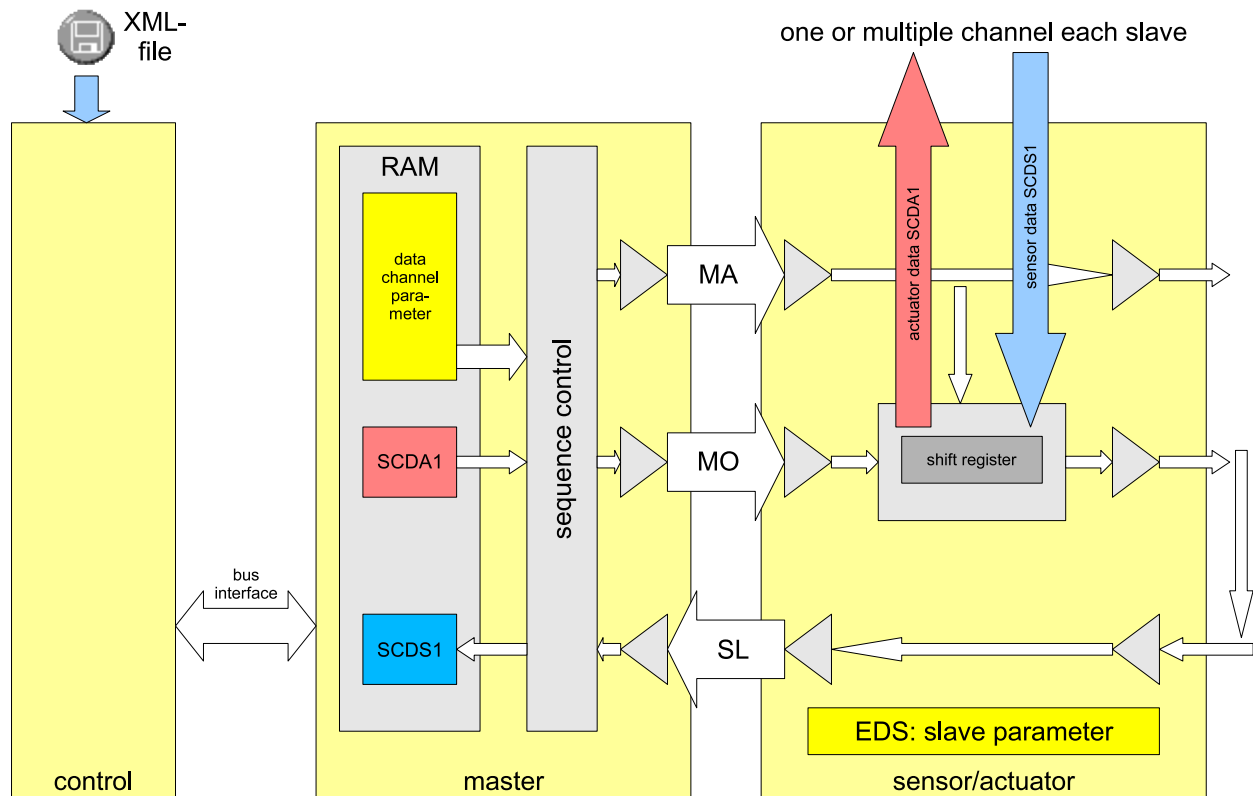 XML-
file
one or multiple channel each slave
RAM
data
channel
para-
meter
sequence control
MA
actuator data SCDA1
sensor data SCDS1
SCDA1
MO
shift register
bus
interface
SCDS1
SL
EDS: slave parameter
control
master
sensor/actuator